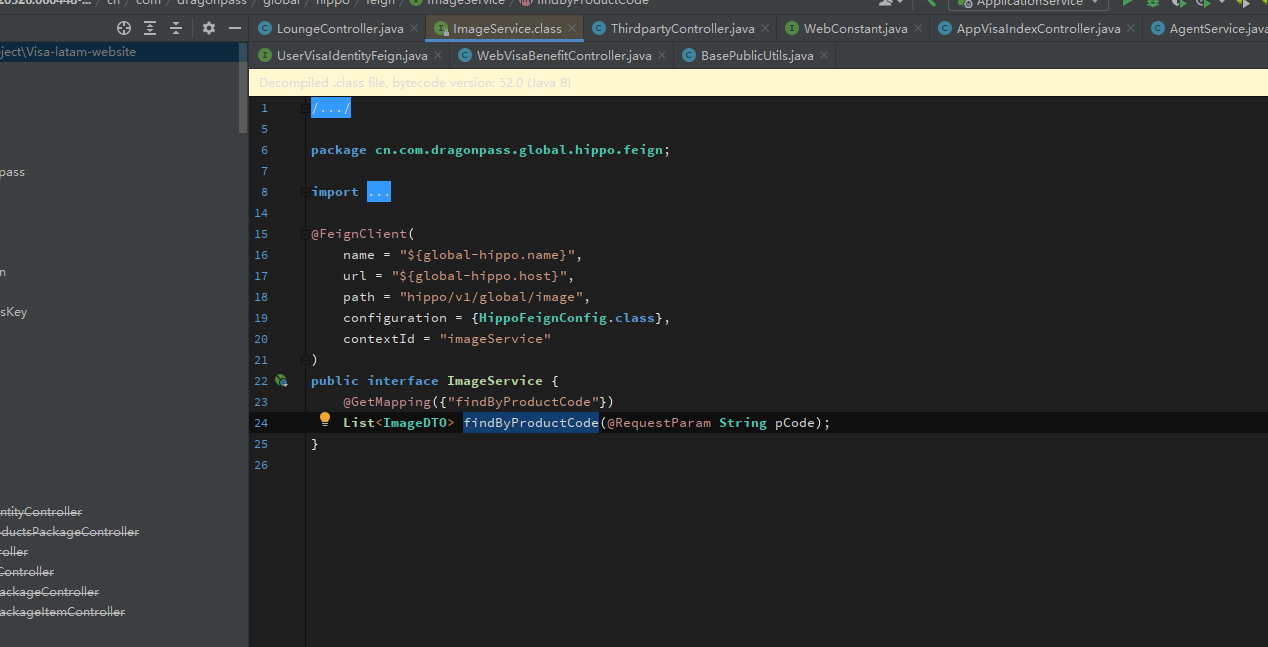 cn / com / dragonpass / global / hippo / feign / ImageService / findByProductCode
ApplicationService
LoungeController.java
ImageService.class
ThirdpartyController.java
WebConstant.java
AppVisaIndexController.java
AgentService.java
ject\Visa-latam-website
UserVisaIdentityFeign.java
WebVisaBenefitController.java
BasePublicUtils.java
Decompiled .class file, bytecode version: 52.0 (Java 8)
1 /.../
5
6 package cn.com.dragonpass.global.hippo.feign;
7
pass
8 import ...
14
15 @FeignClient(
16 name = "${global-hippo.name}",
n
17 url = "${global-hippo.host}",
18 path = "hippo/v1/global/image",
sKey
19 configuration = {HippoFeignConfig.class},
20 contextId = "imageService"
21 )
22 public interface ImageService {
23 @GetMapping({"findByProductCode"})
24 List<ImageDTO> findByProductCode(@RequestParam String pCode);
25 }
26
ntityController
ductsPackageController
roller
Controller
ackageController
ackageItemController